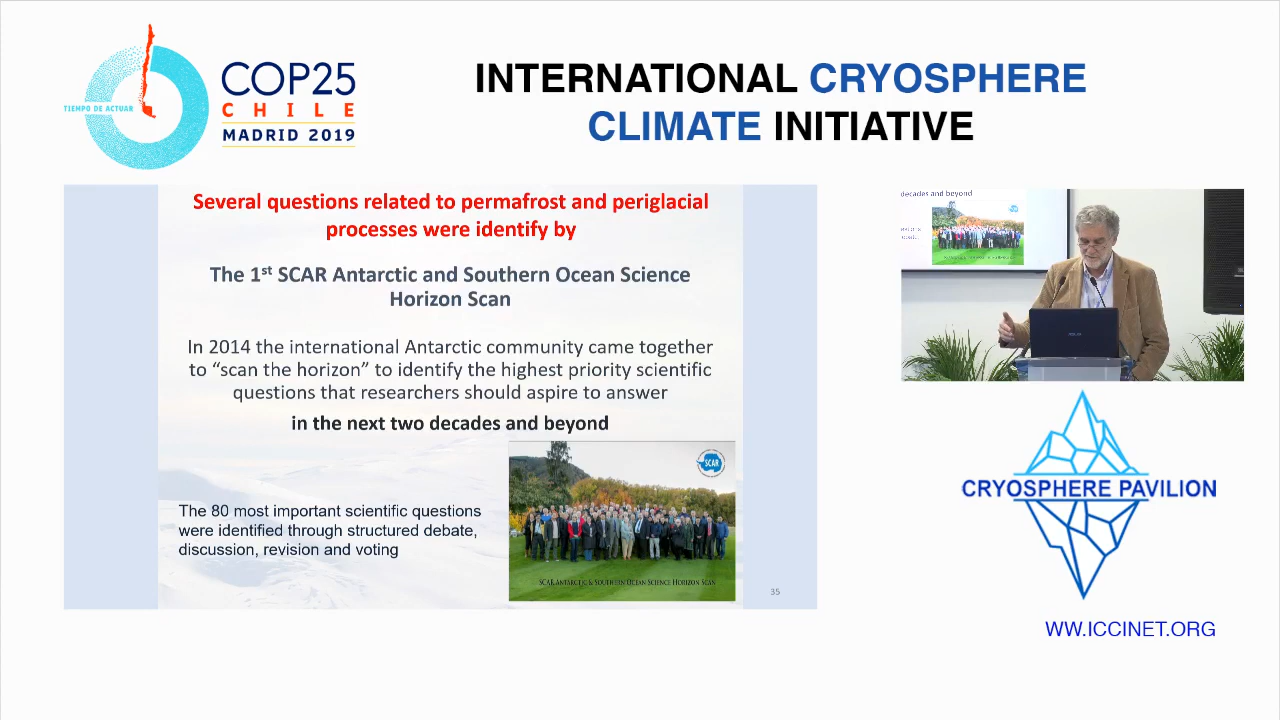 TIEMPO DE ACTUAR
COP25
CHILE
MADRID 2019
INTERNATIONAL CRYOSPHERE
CLIMATE INITIATIVE
Several questions related to permafrost and periglacial
processes were identify by
The 1st SCAR Antarctic and Southern Ocean Science
Horizon Scan
In 2014 the international Antarctic community came together
to “scan the horizon” to identify the highest priority scientific
questions that researchers should aspire to answer
in the next two decades and beyond
The 80 most important scientific questions
were identified through structured debate,
discussion, revision and voting
SCAR
SCAR ANTARCTIC & SOUTHERN OCEAN SCIENCE HORIZON SCAN
35
decades and beyond
CRYOSPHERE PAVILION
WW.ICCINET.ORG